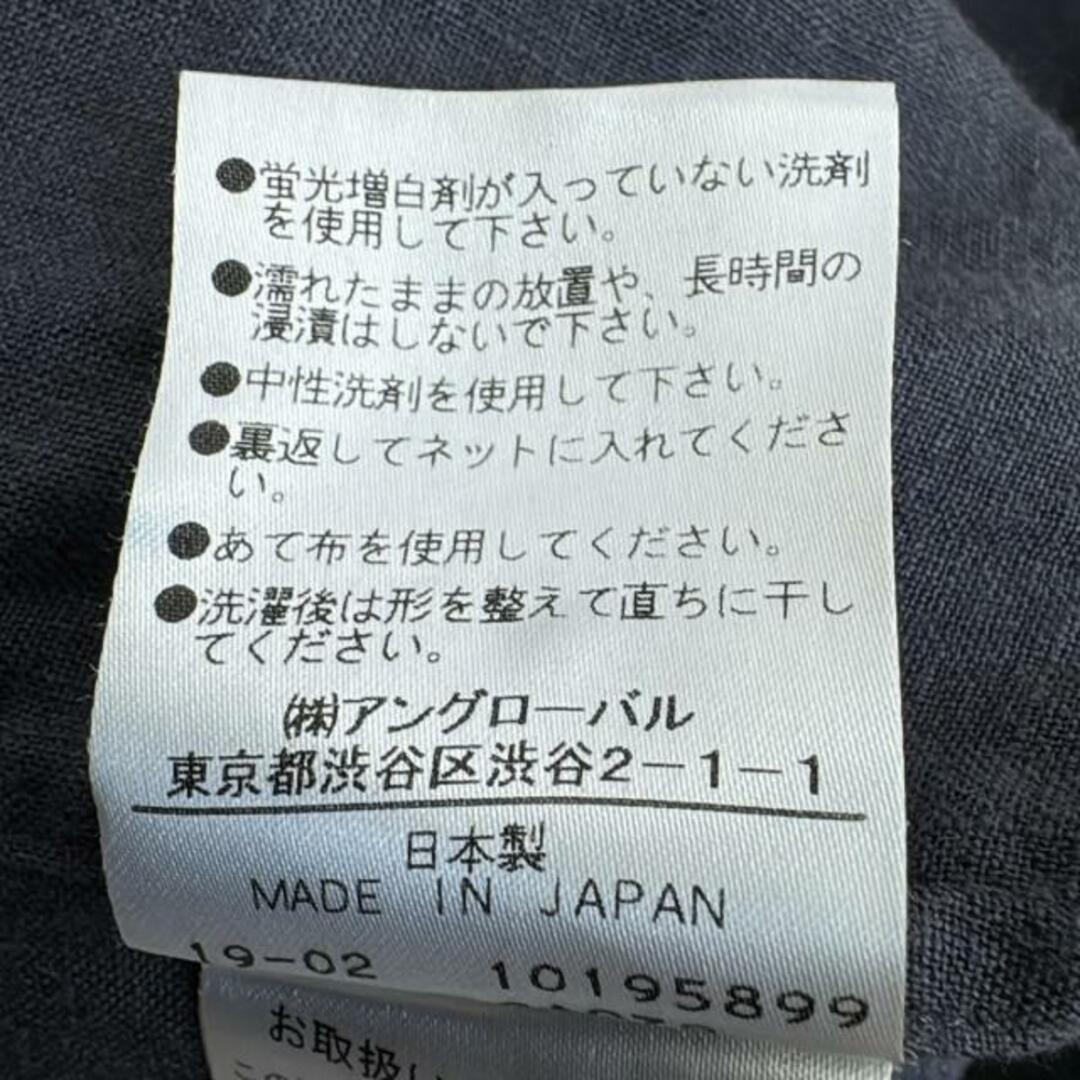 ●蛍光増白剤が入っていない洗剤
を使用して下さい。
●濡れたままの放置や、長時間の
浸漬はしないで下さい。
●中性洗剤を使用して下さい。
●裏返してネットに入れてくださ
い。
●あて布を使用してください。
●洗濯後は形を整えて直ちに干し
てください。
㈱アングローバル
東京都渋谷区渋谷2-1-1
日本製
MADE IN JAPAN
19-02 10195899
お取扱い
この